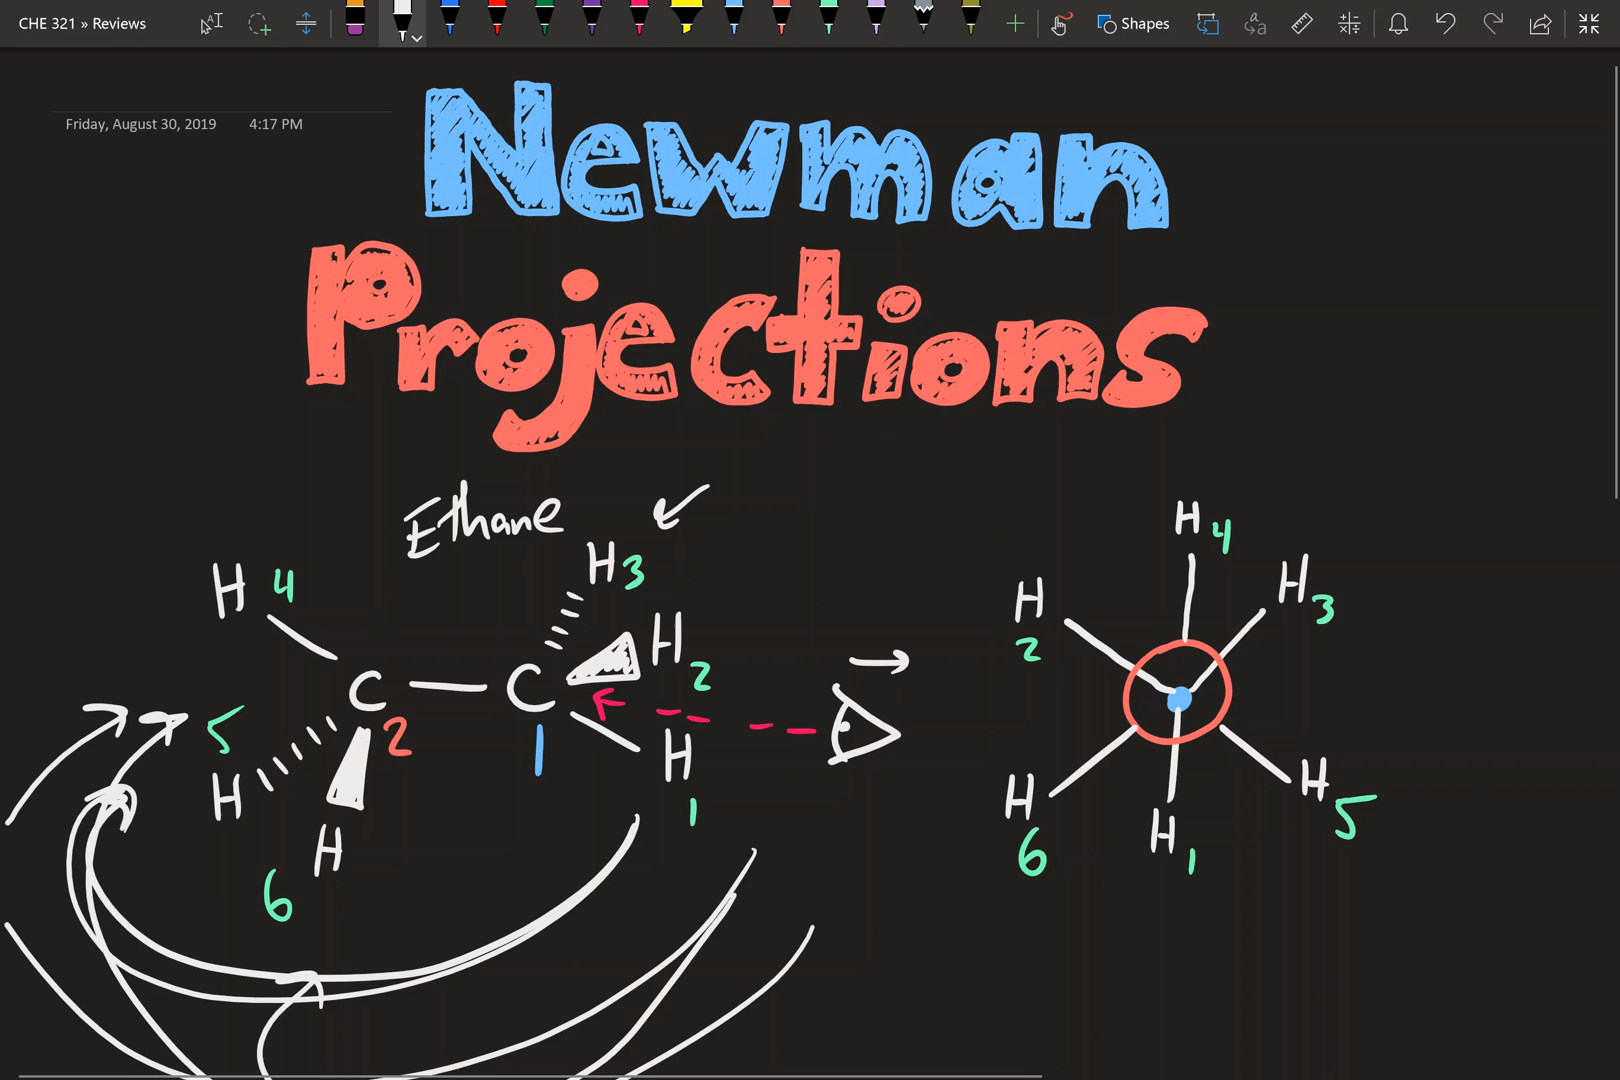 CHE 321 » Reviews
Shapes
Newman
Friday, August 30, 2019 4:17 PM
Projections
Ethane
H 4
H 3
H 2
C
C
5
2
1
H
H
1
H
6
H 4
H
2
H 3
H
6
H 1
H 5